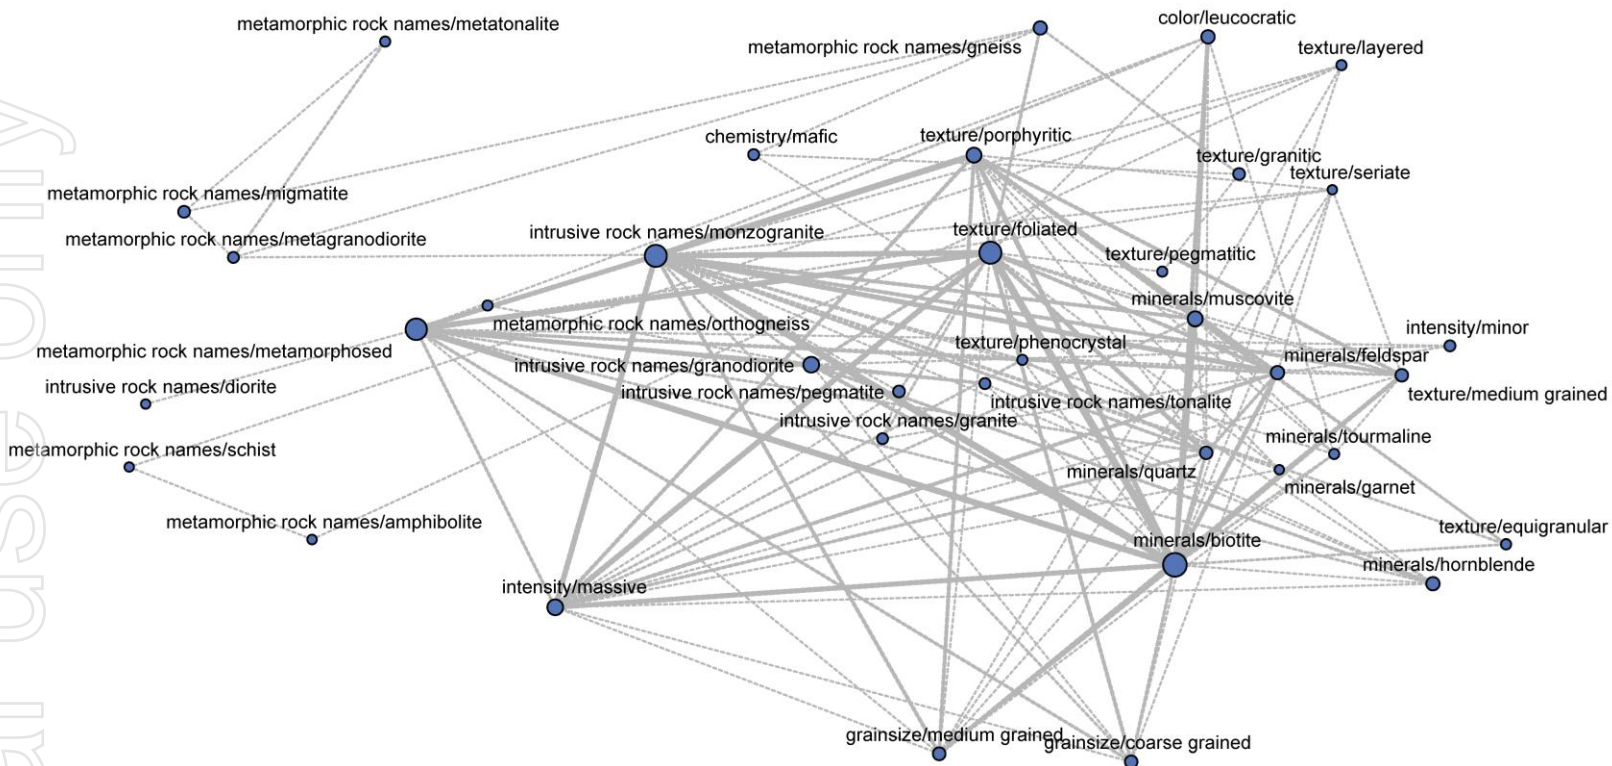 metamorphic rock names/metatonalite
color/leucocratic
metamorphic rock names/gneiss
texture/layered
chemistry/mafic
texture/porphyritic
texture/granitic
texture/seriate
metamorphic rock names/migmatite
metamorphic rock names/metagranodiorite
intrusive rock names/monzogranite
texture/foliated
texture/pegmatitic
minerals/muscovite
metamorphic rock names/orthogneiss
intensity/minor
metamorphic rock names/metamorphosed
texture/phenocrystal
minerals/feldspar
intrusive rock names/granodiorite
intrusive rock names/diorite
intrusive rock names/pegmatite
intrusive rock names/tonalite
texture/medium grained
intrusive rock names/granite
metamorphic rock names/schist
minerals/tourmaline
minerals/quartz
minerals/garnet
metamorphic rock names/amphibolite
texture/equigranular
minerals/biotite
minerals/hornblende
intensity/massive
grainsize/medium grained
grainsize/coarse grained
use only